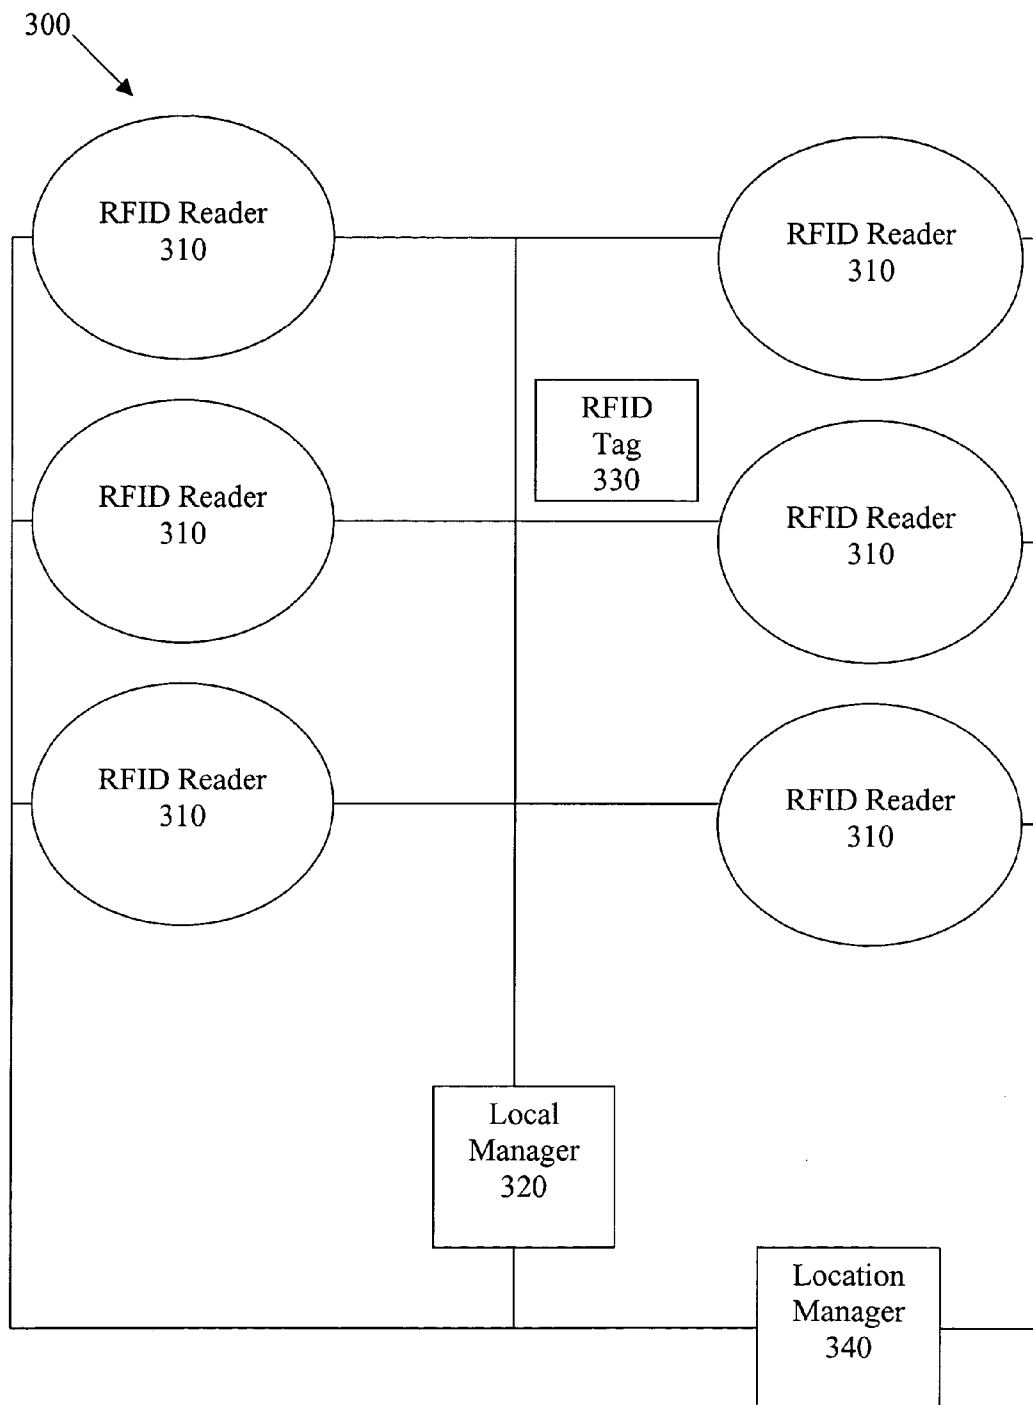 300
RFID Reader
310
RFID Reader
310
RFID
Tag
330
RFID Reader
310
RFID Reader
310
RFID Reader
310
RFID Reader
310
Local
Manager
320
Location
Manager
340